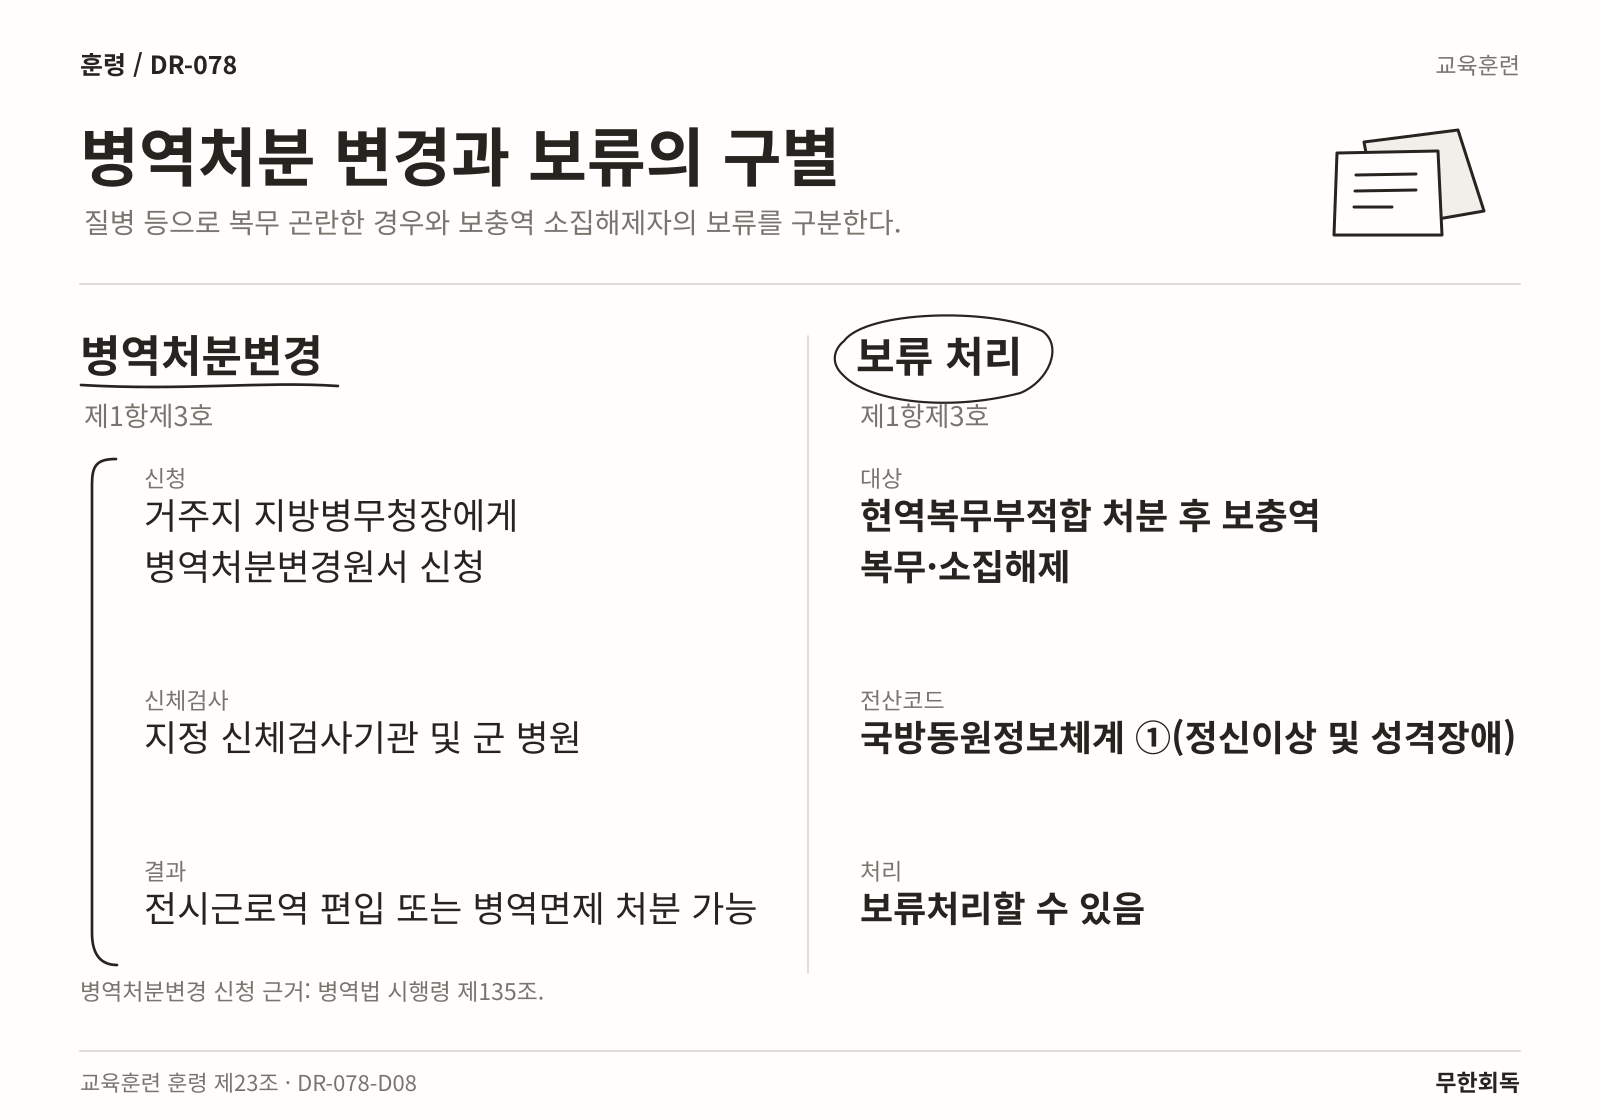 훈령 / DR-078
교육훈련
병역처분 변경과 보류의 구별
질병 등으로 복무 곤란한 경우와 보충역 소집해제자의 보류를 구분한다.
병역처분변경
제1항제3호
신청
거주지 지방병무청장에게
병역처분변경원서 신청
신체검사
지정 신체검사기관 및 군 병원
결과
전시근로역 편입 또는 병역면제 처분 가능
병역처분변경 신청 근거: 병역법 시행령 제135조.
보류 처리
제1항제3호
대상
현역복무부적합 처분 후 보충역
복무·소집해제
전산코드
국방동원정보체계 ①(정신이상 및 성격장애)
처리
보류처리할 수 있음
교육훈련 훈령 제23조 · DR-078-D08
무한회독